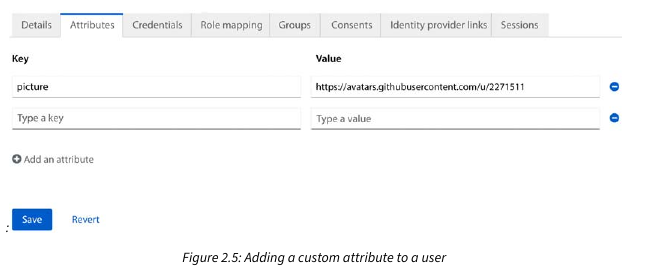 Details Attributes Credentials Role mapping Groups Consents Identity provider links Sessions
Key Value
picture https://avatars.githubusercontent.com/u/2271511
Type a key Type a value
Add an attribute
: Save Revert
Figure 2.5: Adding a custom attribute to a user